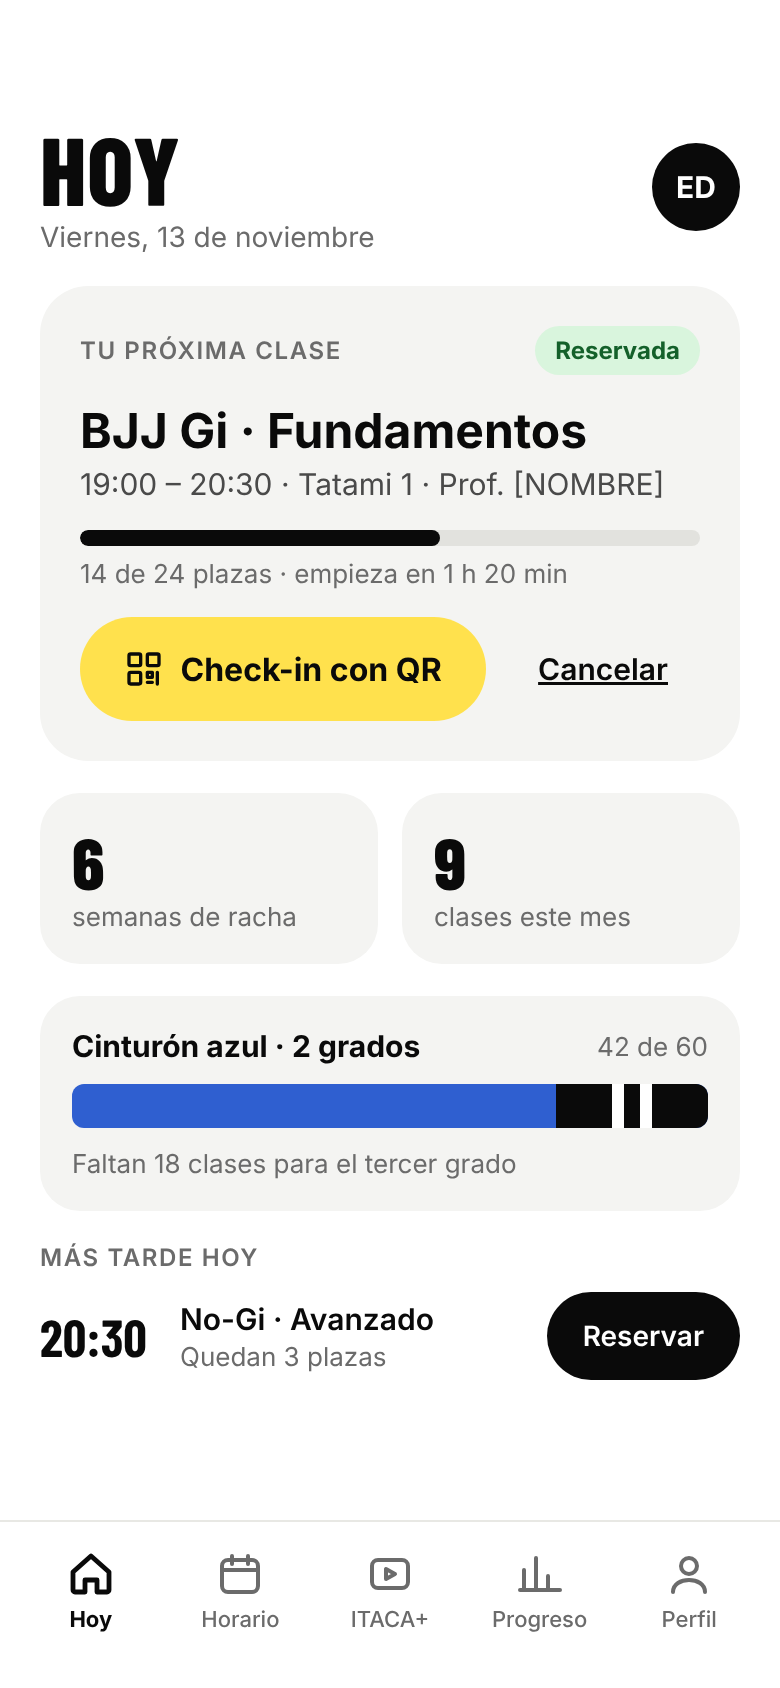 HOY
ED
Viernes, 13 de noviembre
TU PRÓXIMA CLASE
Reservada
BJJ Gi · Fundamentos
19:00 – 20:30 · Tatami 1 · Prof. [NOMBRE]
14 de 24 plazas · empieza en 1 h 20 min
Check-in con QR
Cancelar
6
semanas de racha
9
clases este mes
Cinturón azul · 2 grados
42 de 60
Faltan 18 clases para el tercer grado
MÁS TARDE HOY
20:30
No-Gi · Avanzado
Quedan 3 plazas
Reservar
Hoy
Horario
ITACA+
Progreso
Perfil